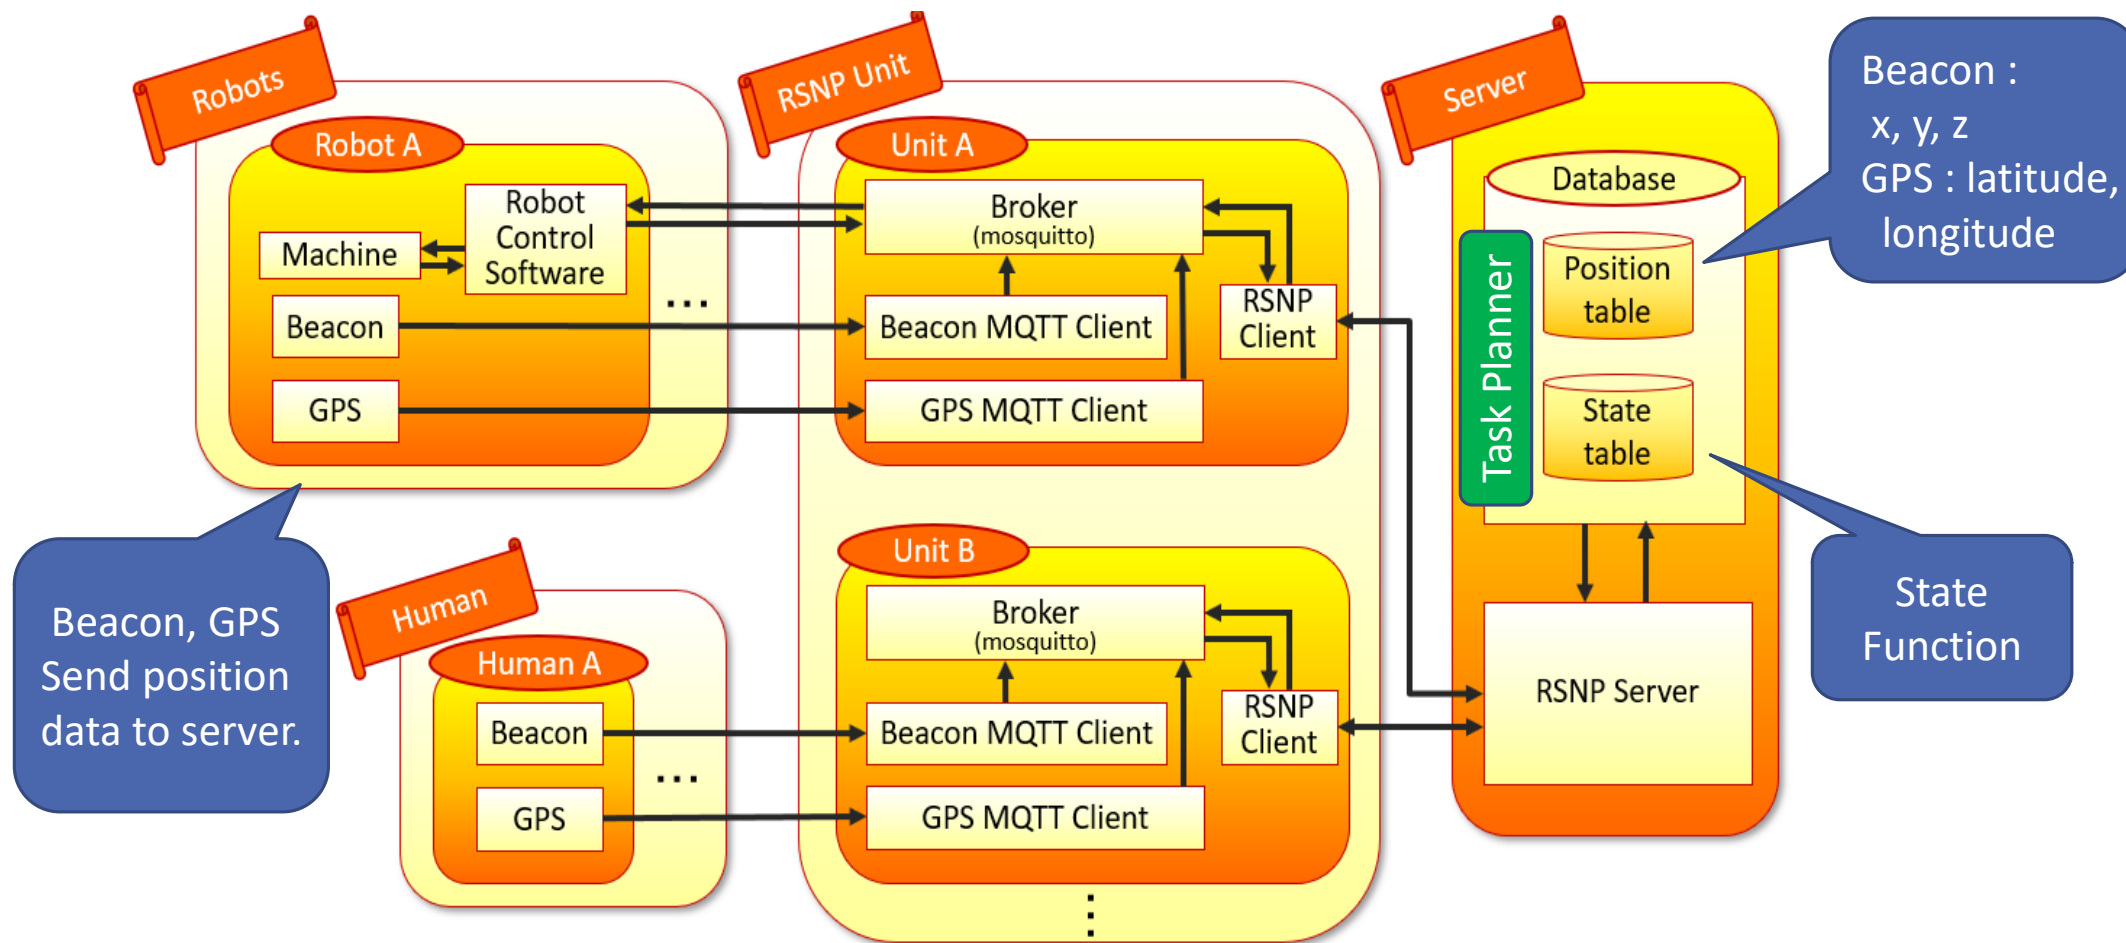 Robots
Robot A
Robot
Control
Software
Machine
Beacon
GPS
...
Beacon, GPS
Send position
data to server.
Human
Human A
Beacon
GPS
...
RSNP Unit
Unit A
Broker
(mosquitto)
Beacon MQTT Client
GPS MQTT Client
RSNP
Client
Unit B
Broker
(mosquitto)
Beacon MQTT Client
GPS MQTT Client
RSNP
Client
Server
Database
Task Planner
Position
table
State
table
RSNP Server
Beacon :
x, y, z
GPS : latitude,
longitude
State
Function